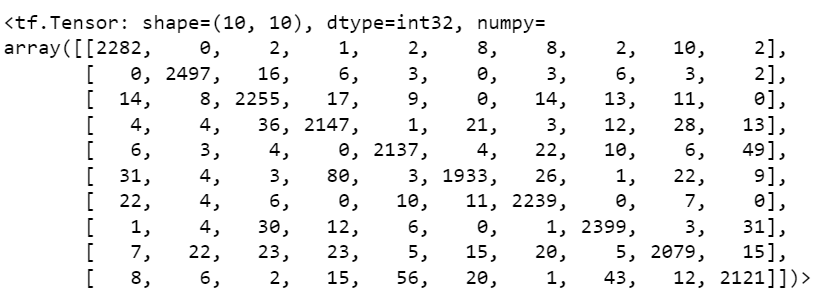 <tf.Tensor: shape=(10, 10), dtype=int32, numpy=
array([[2282,    0,    2,    1,    2,    8,    8,    2,   10,    2],
       [   0, 2497,   16,    6,    3,    0,    3,    6,    3,    2],
       [  14,    8, 2255,   17,    9,    0,   14,   13,   11,    0],
       [   4,    4,   36, 2147,    1,   21,    3,   12,   28,   13],
       [   6,    3,    4,    0, 2137,    4,   22,   10,    6,   49],
       [  31,    4,    3,   80,    3, 1933,   26,    1,   22,    9],
       [  22,    4,    6,    0,   10,   11, 2239,    0,    7,    0],
       [   1,    4,   30,   12,    6,    0,    1, 2399,    3,   31],
       [   7,   22,   23,   23,    5,   15,   20,    5, 2079,   15],
       [   8,    6,    2,   15,   56,   20,    1,   43,   12, 2121]])>